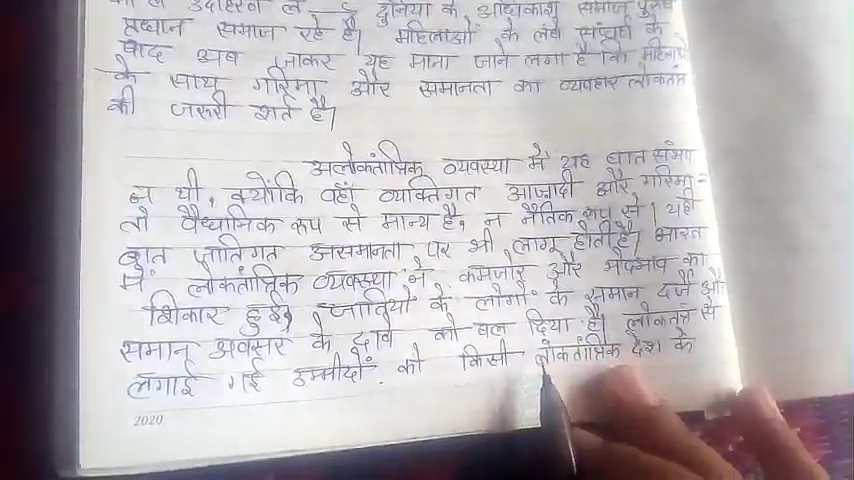 ही उदाहरण लें दुनिया के अधिकांश समाज पुरुष
प्रधान समाज रहे हैं। महिलाओं के लंबे संघर्ष के
बाद अब जाकर यह माना जाने लगा है कि महिलाओं
के साथ गरिमा और समानता का व्यवहार लोकतंत्र
की जरूरी शर्त है।
अलोकतांत्रिक व्यवस्था में यह बात संभव
न थी, क्योंकि वहाँ व्यक्तिगत आजादी और गरिमा न
तो वैधानिक रूप से मान्य है, न नैतिक रूप से। यही
बात जातिगत असमानता पर भी लागू होती है। भारत
में लोकतांत्रिक व्यवस्था ने कमजोर और भेदभाव का
शिकार हुई जातियों के लोगों के समान दर्जे और
समान अवसर के दावे को बल दिया है। लोकतंत्र से
लगाई गई उम्मीदों को किसी लोकतांत्रिक देश के
2020